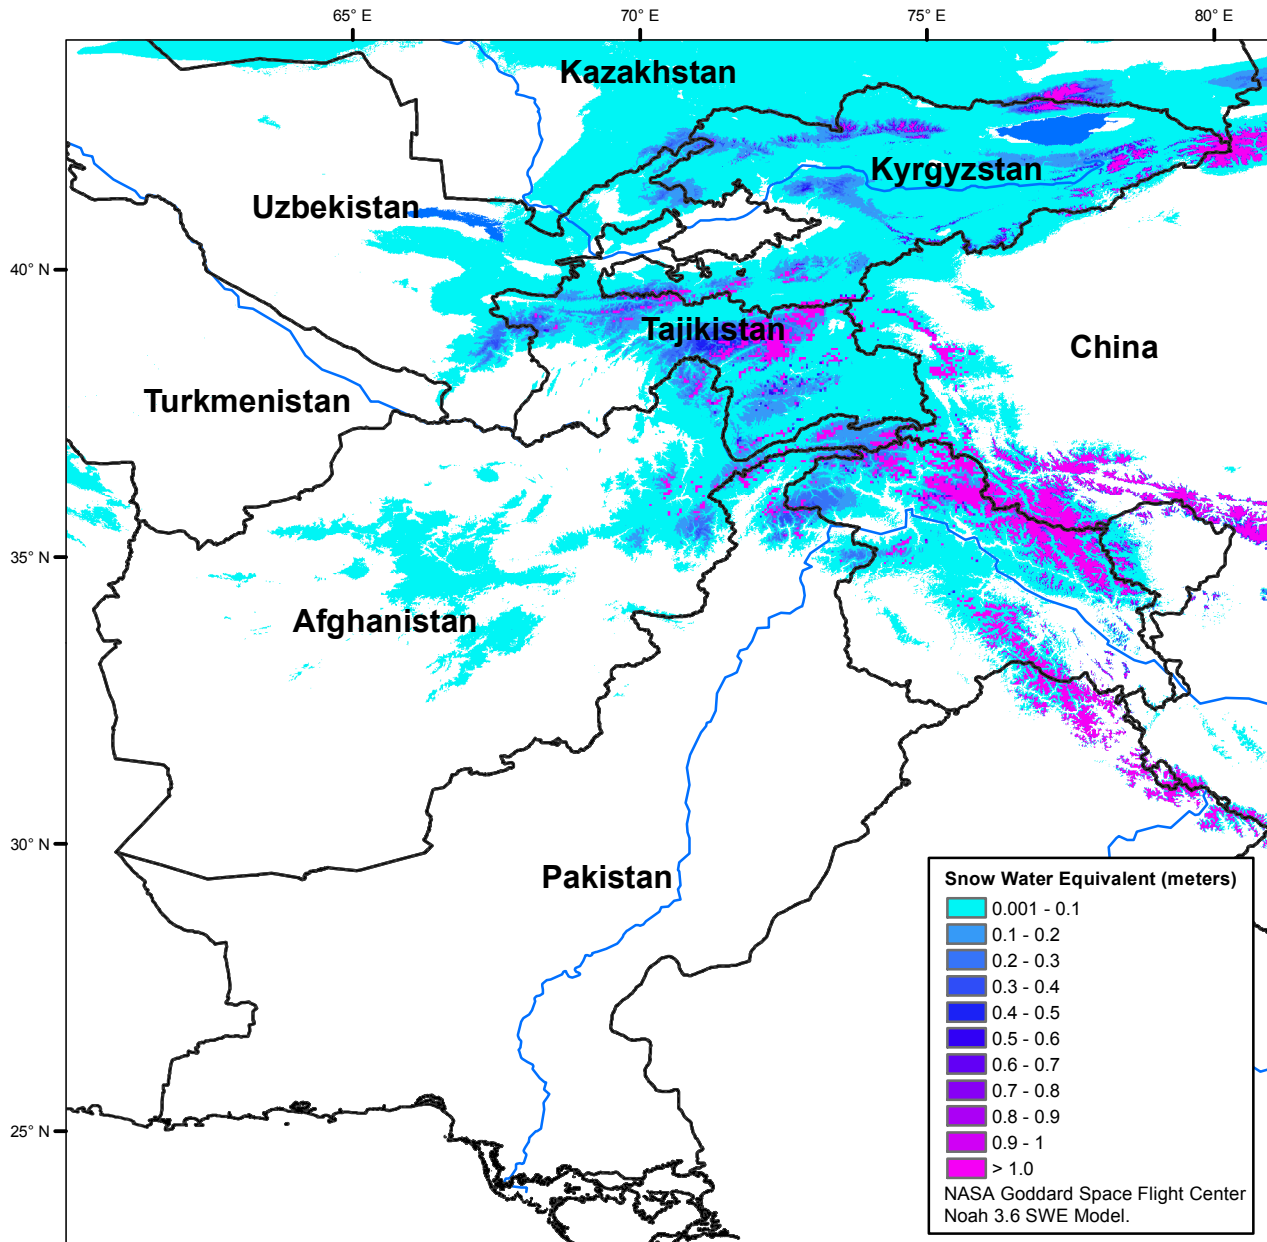 65° E
70° E
75° E
80° E
Kazakhstan
Kyrgyzstan
Uzbekistan
40° N
Tajikistan
China
Turkmenistan
35° N
Afghanistan
30° N
Pakistan
25° N
Snow Water Equivalent (meters)
0.001 - 0.1
0.1 - 0.2
0.2 - 0.3
0.3 - 0.4
0.4 - 0.5
0.5 - 0.6
0.6 - 0.7
0.7 - 0.8
0.8 - 0.9
0.9 - 1
> 1.0
NASA Goddard Space Flight Center
Noah 3.6 SWE Model.